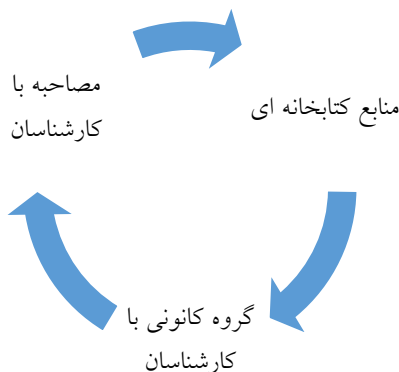 منابع کتابخانه ای
گروه کانونی با
کارشناسان
مصاحبه با
کارشناسان